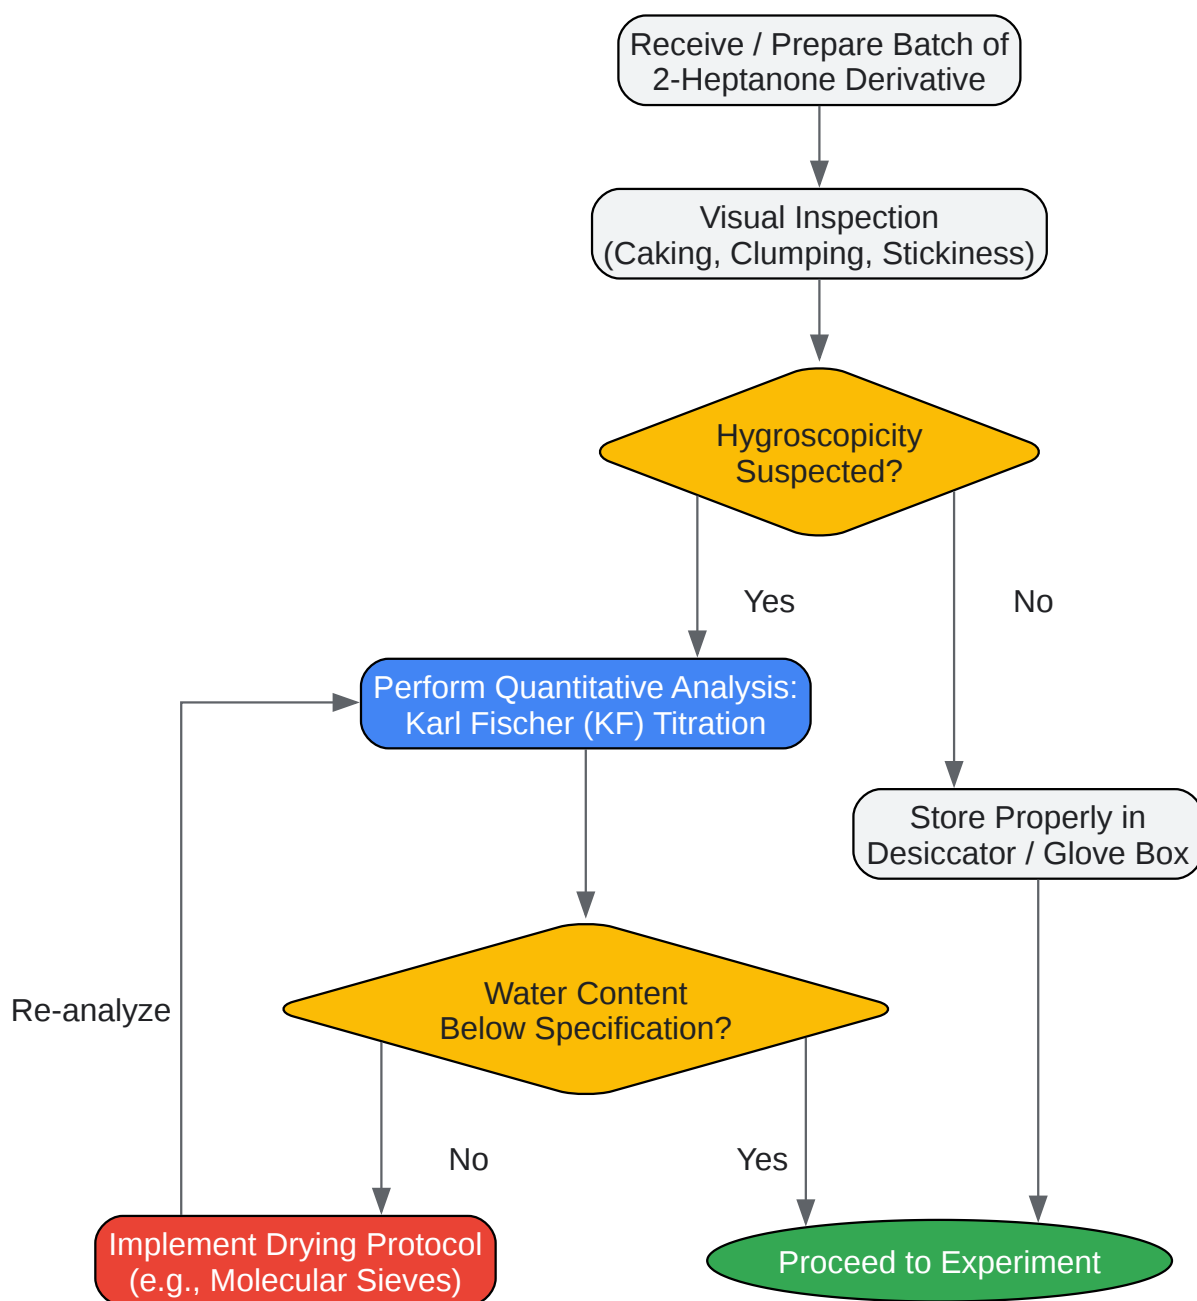 Receive / Prepare Batch of
2-Heptanone Derivative
Visual Inspection
(Caking, Clumping, Stickiness)
Hygroscopicity
Suspected?
Yes
No
Perform Quantitative Analysis:
Karl Fischer (KF) Titration
Store Properly in
Desiccator / Glove Box
Water Content
Below Specification?
Re-analyze
No
Yes
Implement Drying Protocol
(e.g., Molecular Sieves)
Proceed to Experiment